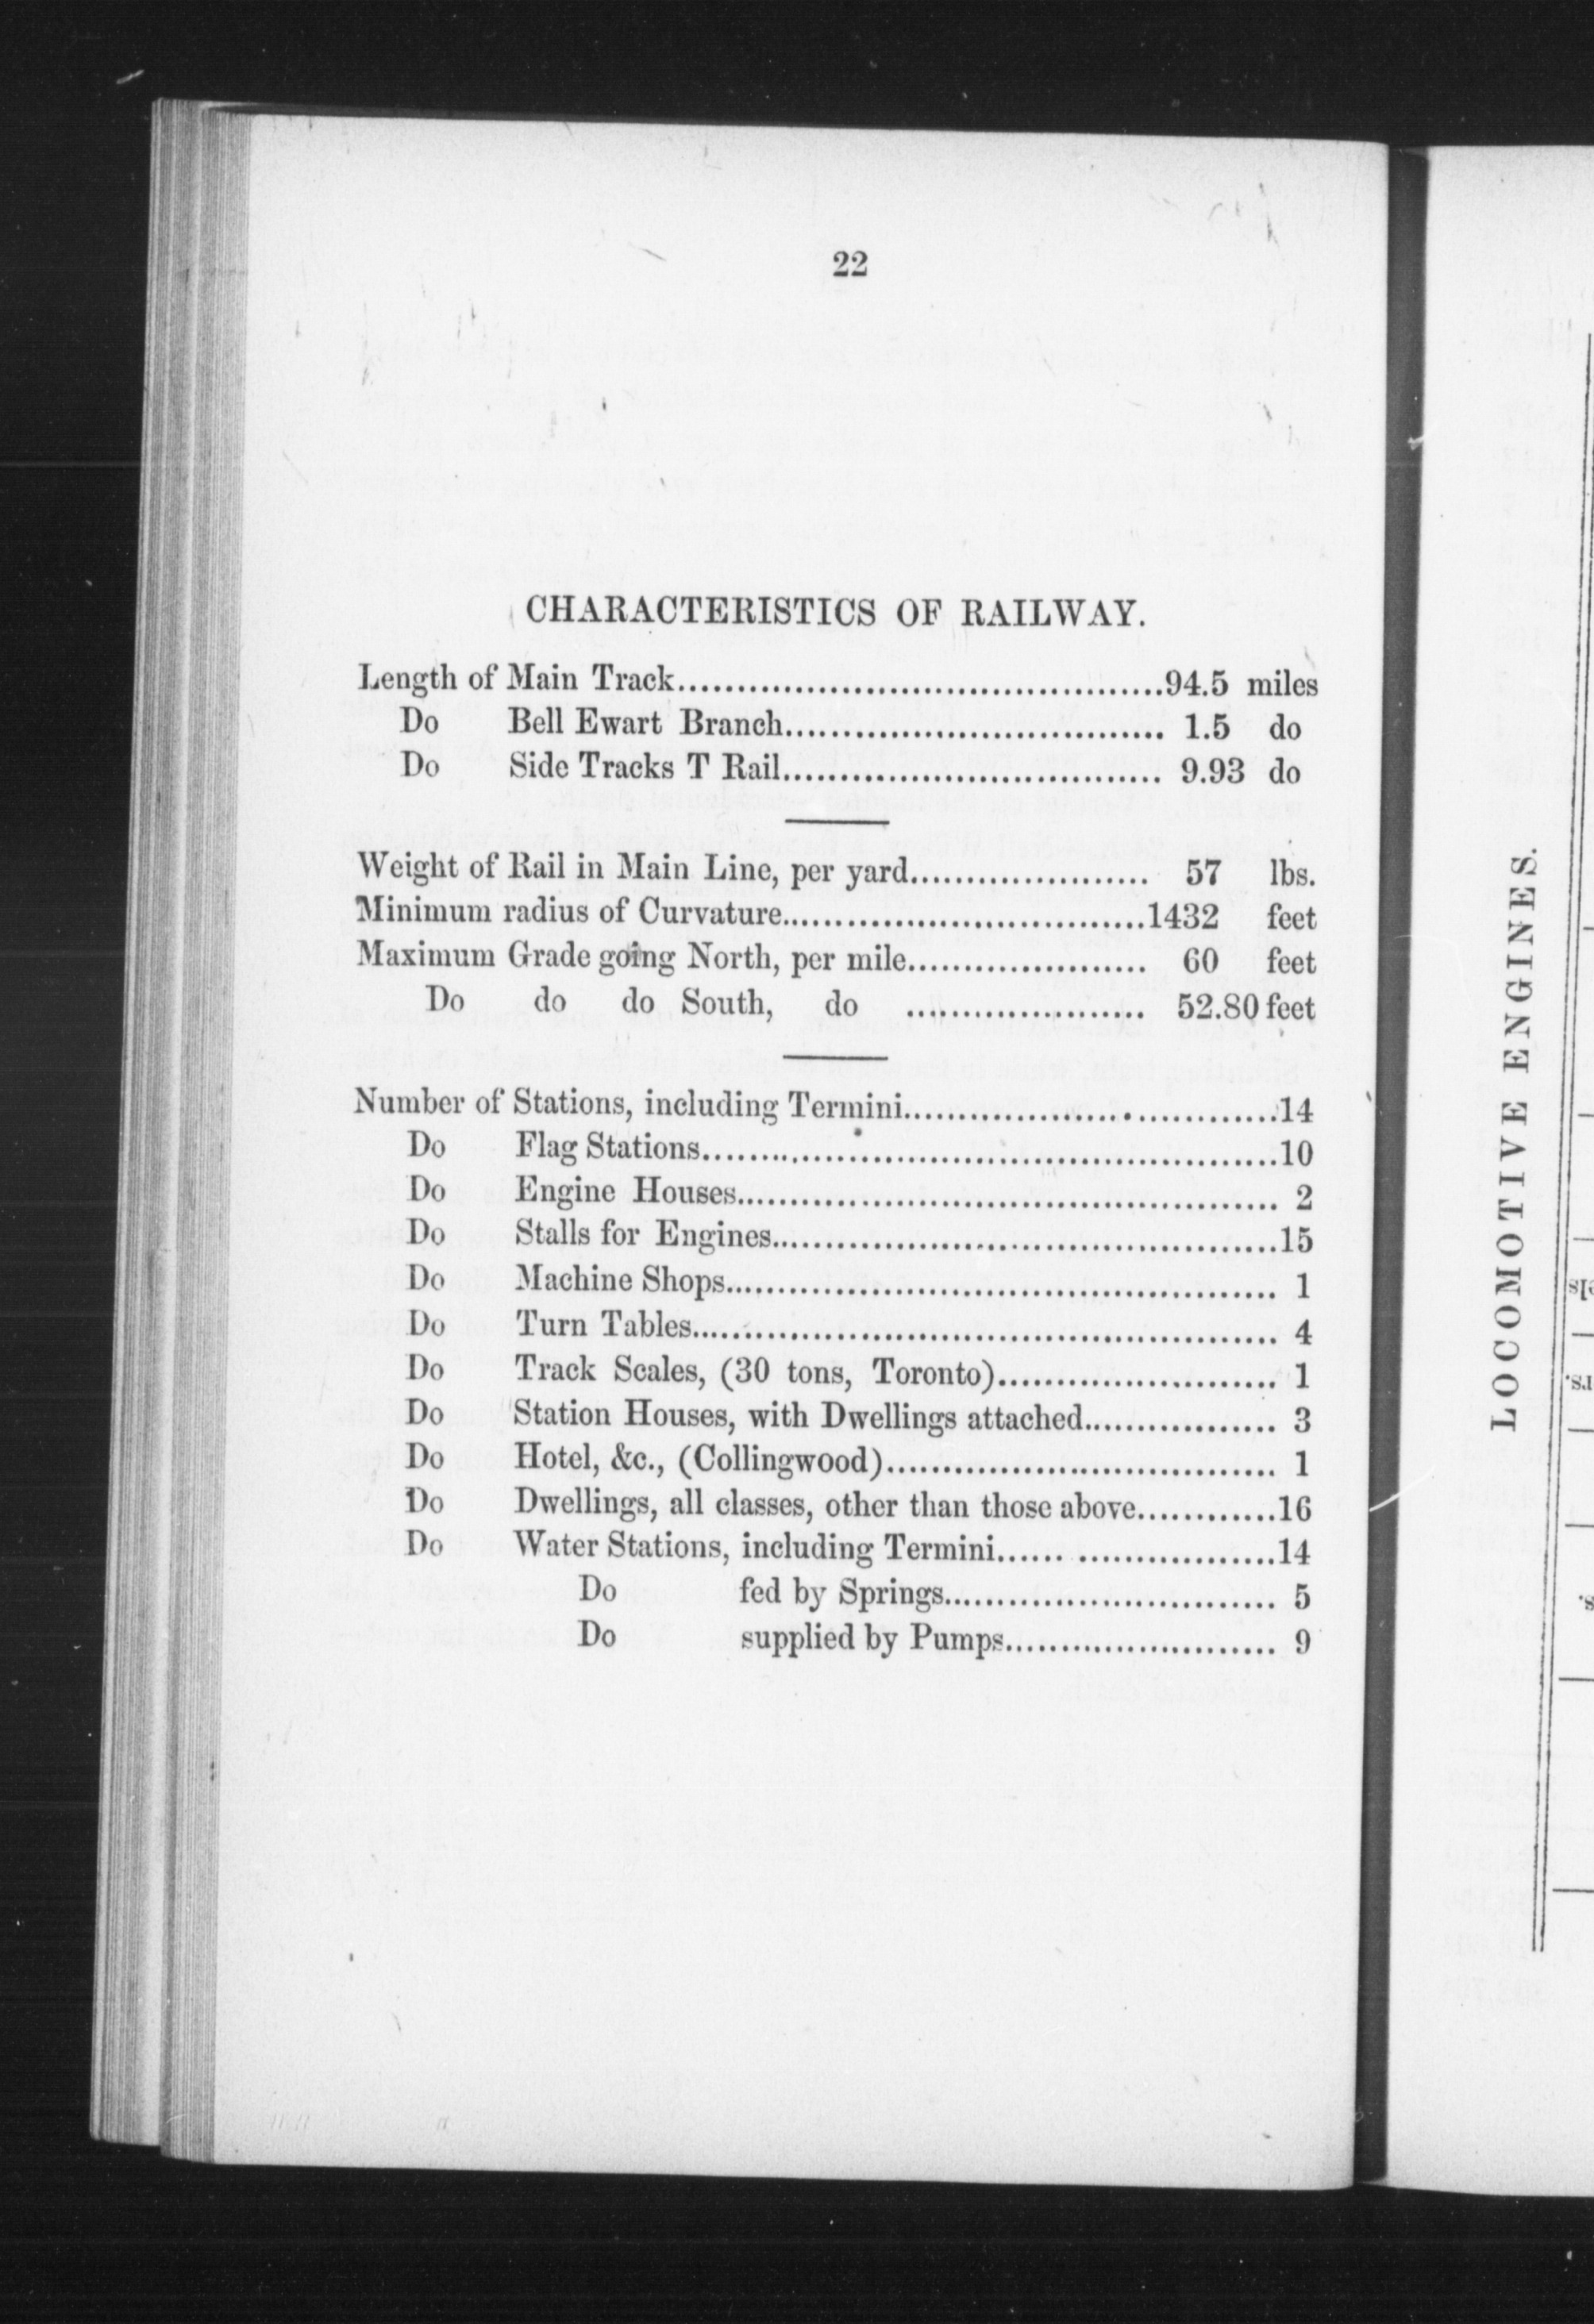 22
CHARACTERISTICS OF RAILWAY.
Length of Main Track.........................................94.5 miles
Do Bell Ewart Branch................................ 1.5 do
Do Side Tracks T Rail................................ 9.93 do
Weight of Rail in Main Line, per yard..................... 57 lbs.
Minimum radius of Curvature................................1432 feet
Maximum Grade going North, per mile..................... 60 feet
Do do do South, do ..................... 52.80 feet
Number of Stations, including Termini..................................14
Do Flag Stations....................................................10
Do Engine Houses................................................ 2
Do Stalls for Engines.............................................15
Do Machine Shops................................................. 1
Do Turn Tables.................................................... 4
Do Track Scales, (30 tons, Toronto)........................ 1
Do Station Houses, with Dwellings attached................. 3
Do Hotel, &c., (Collingwood)................................... 1
Do Dwellings, all classes, other than those above............16
Do Water Stations, including Termini...... .................14
Do fed by Springs............................. 5
Do supplied by Pumps........................ 9
LOCOMOTIVE ENGINES.